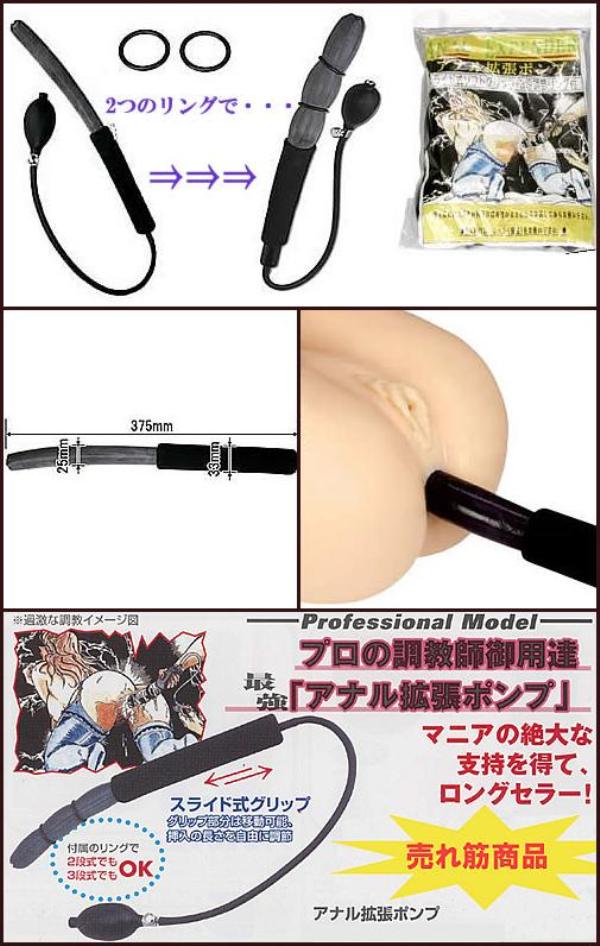 2つのリングで・・・
⇒⇒⇒
アナル拡張ポンプ
375mm
25mm
33mm
※過激な調教イメージ図
Professional Model
プロの調教師御用達
最強「アナル拡張ポンプ」
マニアの絶大な
支持を得て、
ロングセラー!
スライド式グリップ
グリップ部分は移動可能、
挿入の長さを自由に調節
付属のリングで
2段式でも
3段式でもOK
売れ筋商品
アナル拡張ポンプ